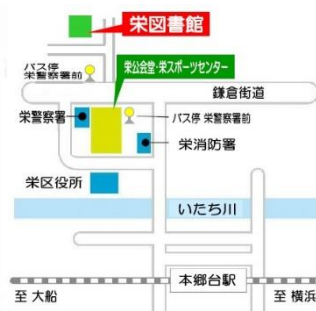 栄図書館
バス停
栄警察署前
栄公会堂・栄スポーツセンター
鎌倉街道
栄警察署
バス停 栄警察署前
栄消防署
栄区役所
いたち川
本郷台駅
至 大船
至 横浜